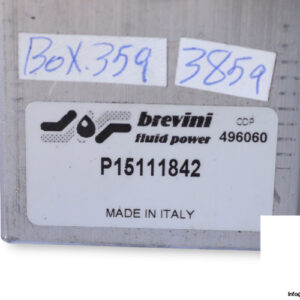 BOX.359
3859
brevini
fluid power
CDP
496060
P15111842
MADE IN ITALY